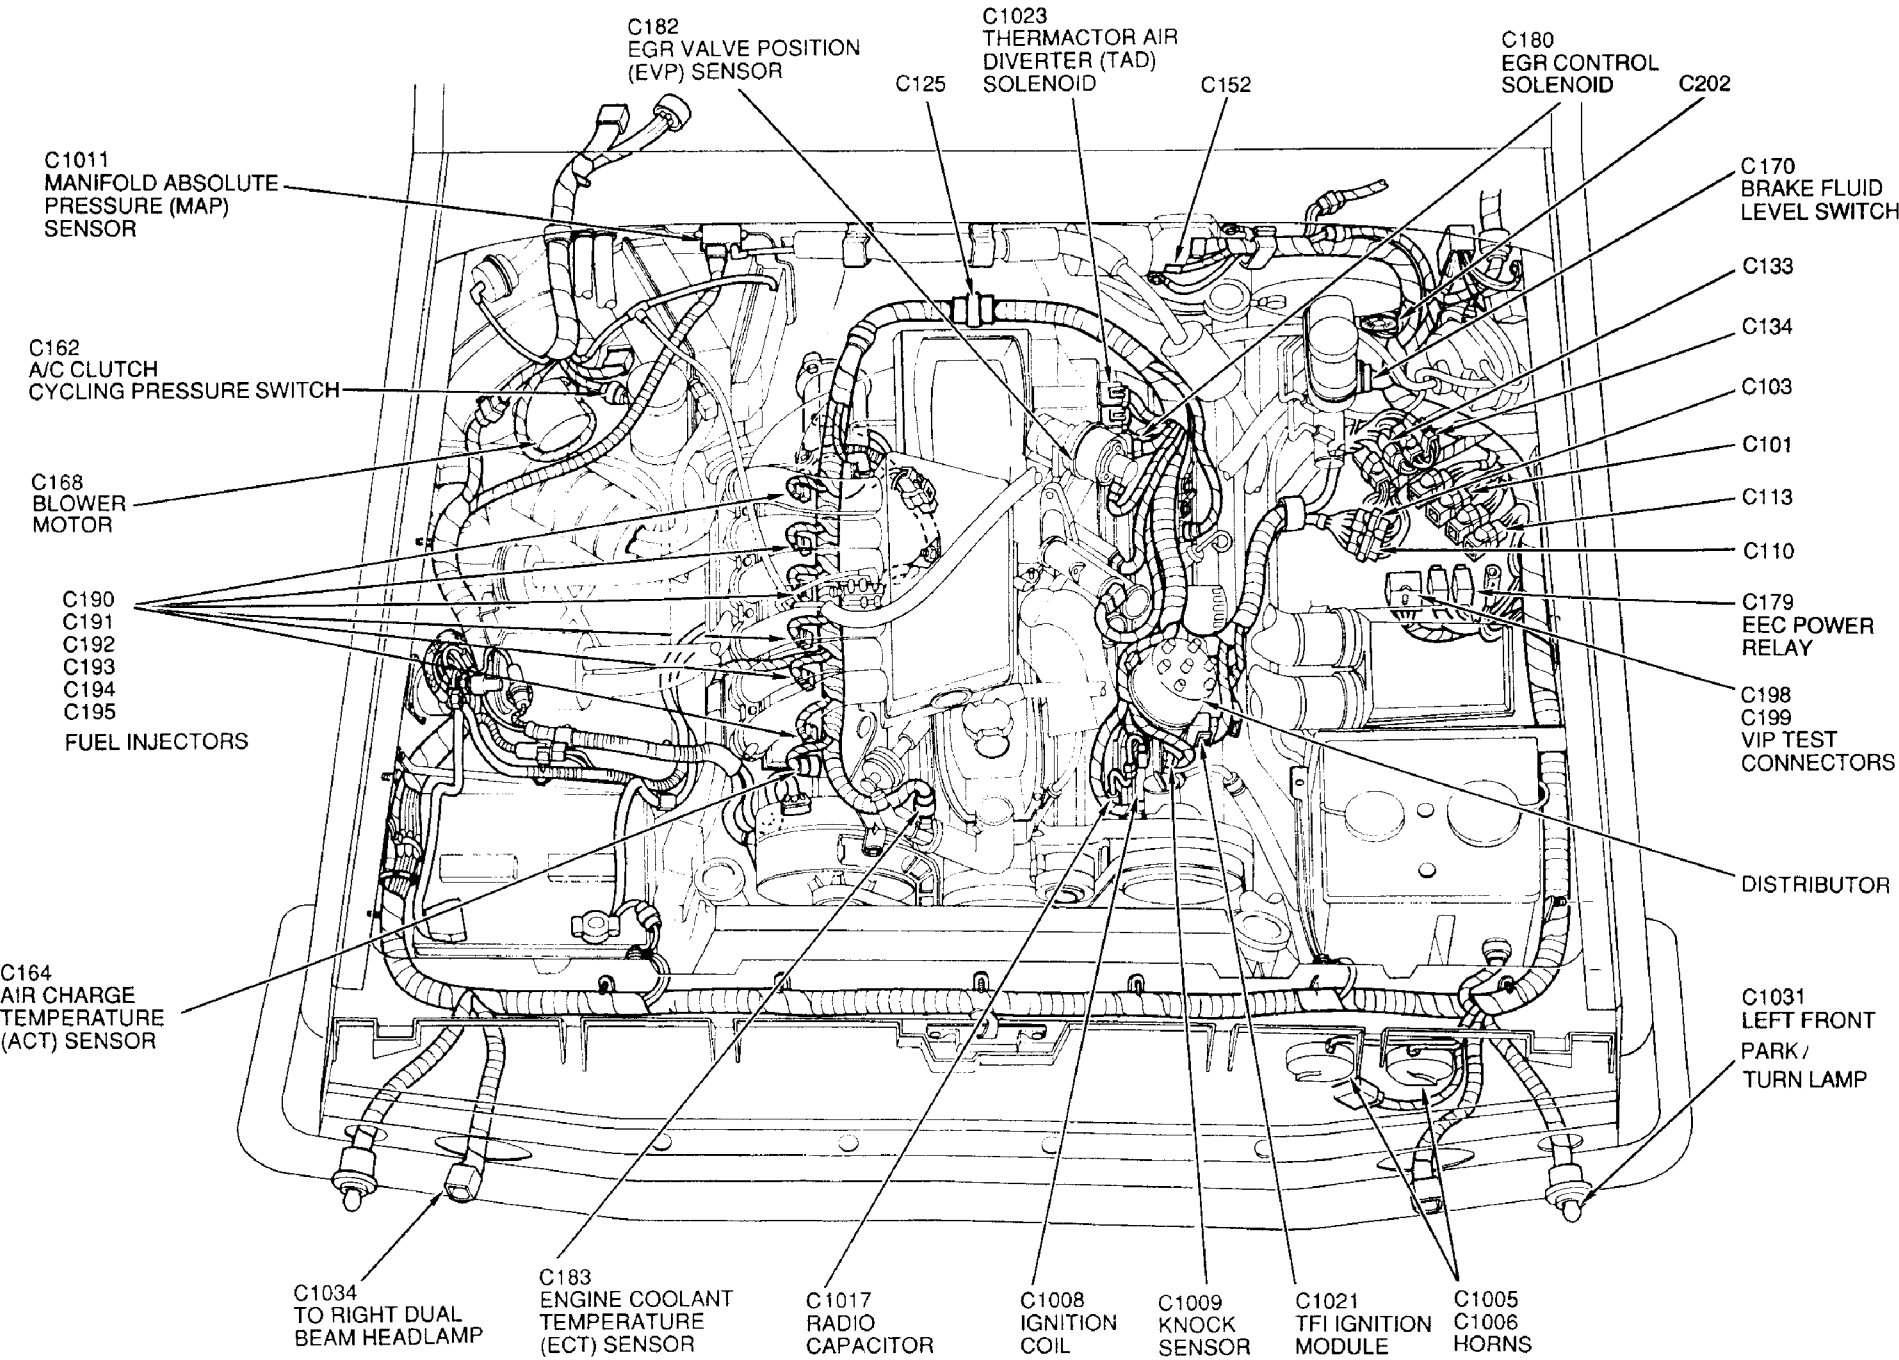 C182
EGR VALVE POSITION
(EVP) SENSOR
C125
C1023
THERMACTOR AIR
DIVERTER (TAD)
SOLENOID
C152
C180
EGR CONTROL
SOLENOID
C202
C1011
MANIFOLD ABSOLUTE
PRESSURE (MAP)
SENSOR
C162
A/C CLUTCH
CYCLING PRESSURE SWITCH
C168
BLOWER
MOTOR
C190
C191
C192
C193
C194
C195
FUEL INJECTORS
C164
AIR CHARGE
TEMPERATURE
(ACT) SENSOR
C170
BRAKE FLUID
LEVEL SWITCH
C133
C134
C103
C101
C113
C110
C179
EEC POWER
RELAY
C198
C199
VIP TEST
CONNECTORS
DISTRIBUTOR
C1031
LEFT FRONT
PARK /
TURN LAMP
C1034
TO RIGHT DUAL
BEAM HEADLAMP
C183
ENGINE COOLANT
TEMPERATURE
(ECT) SENSOR
C1017
RADIO
CAPACITOR
C1008
IGNITION
COIL
C1009
KNOCK
SENSOR
C1021
TFI IGNITION
MODULE
C1005
C1006
HORNS